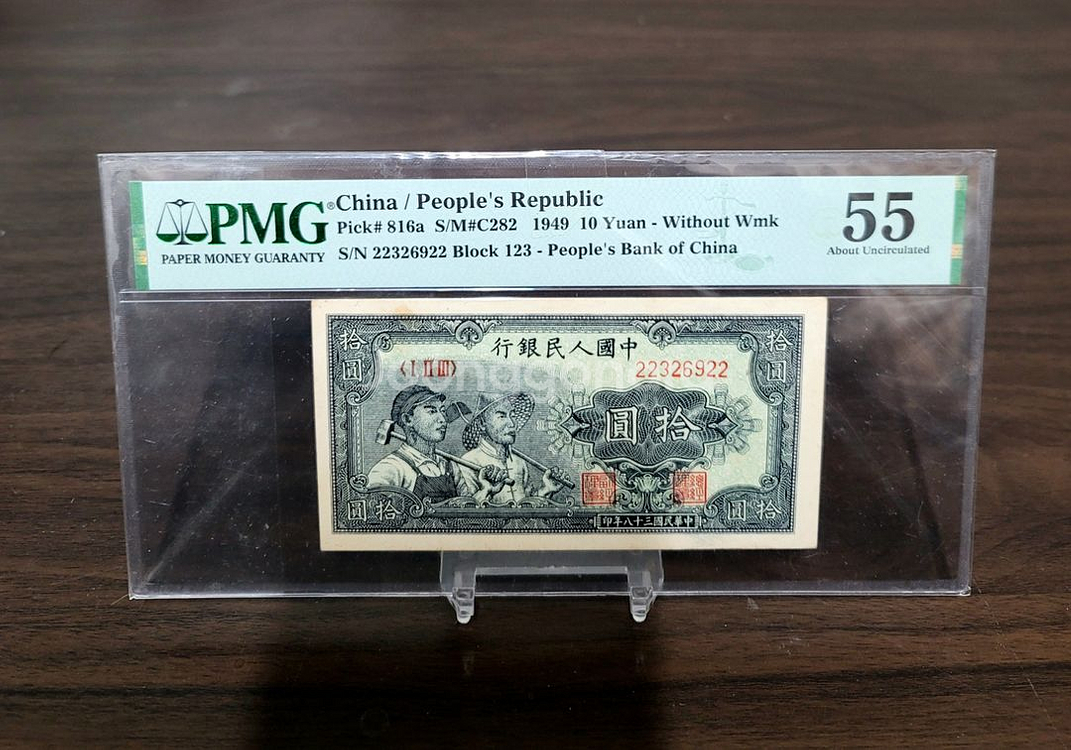 PMG®
PAPER MONEY GUARANTY
China / People's Republic
Pick# 816a S/M#C282 1949 10 Yuan - Without Wmk
S/N 22326922 Block 123 - People's Bank of China
55
About Uncirculated
行銀民人國中
拾圓
拾圓
〈I II III〉
22326922
圓拾
圓拾
圓拾
印年八十三國民華中